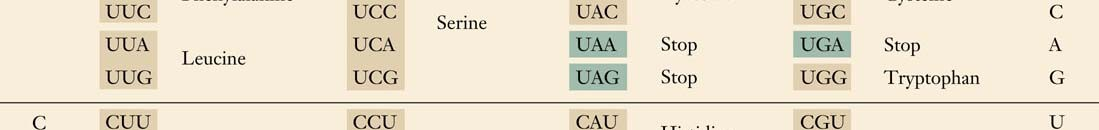 UUC UCC UAC UGC C
Serine
UUA UCA UAA Stop UGA Stop A
Leucine
UUG UCG UAG Stop UGG Tryptophan G
C CUU CCU CAU CGU U